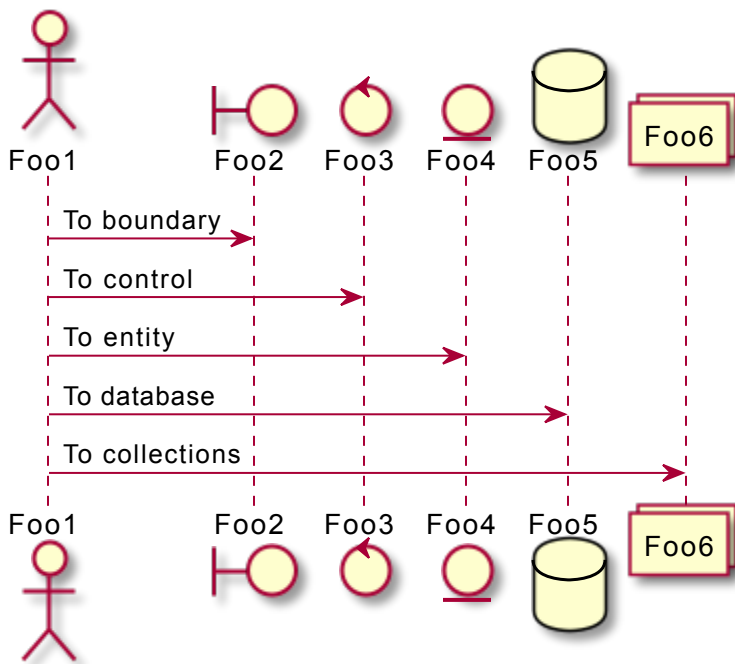 Foo1 Foo2 Foo3 Foo4 Foo5 Foo6
To boundary
To control
To entity
To database
To collections
Foo1 Foo2 Foo3 Foo4 Foo5 Foo6